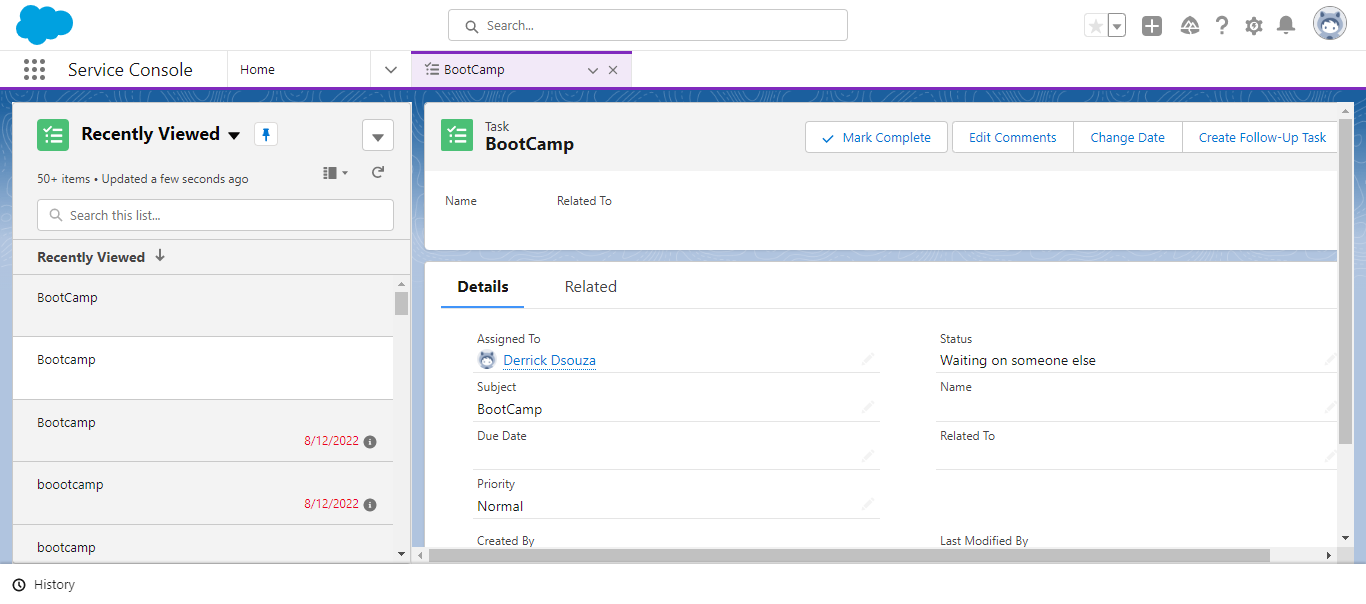 Search...
Service Console
Home
BootCamp
Recently Viewed
50+ items • Updated a few seconds ago
Search this list...
Recently Viewed
BootCamp
Bootcamp
Bootcamp
8/12/2022
boootcamp
8/12/2022
bootcamp
Task
BootCamp
Mark Complete
Edit Comments
Change Date
Create Follow-Up Task
Name
Related To
Details
Related
Assigned To
Derrick Dsouza
Status
Waiting on someone else
Subject
BootCamp
Name
Due Date
Related To
Priority
Normal
Created By
Last Modified By
History